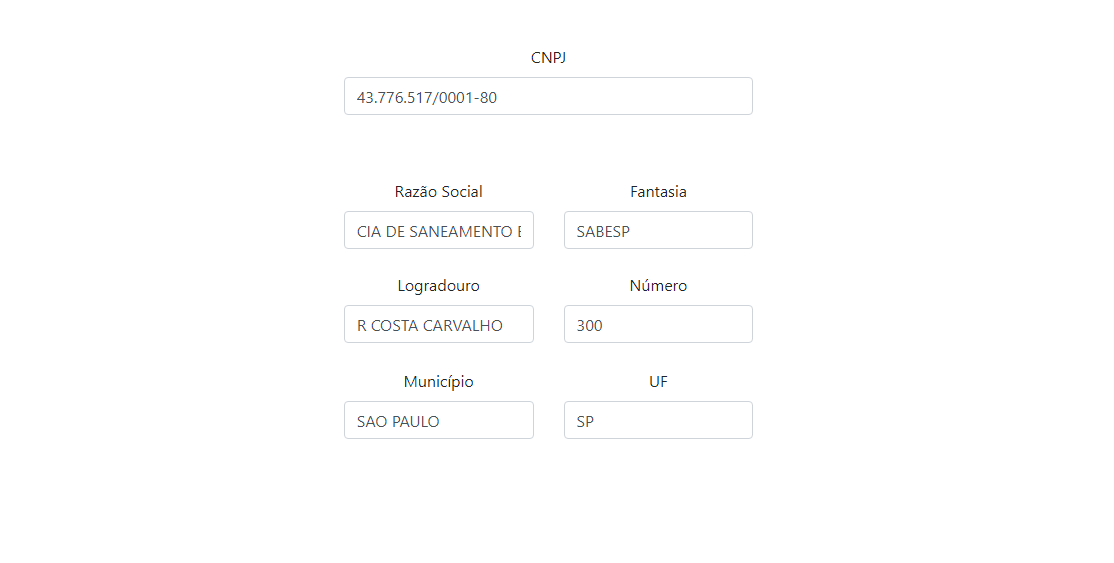 CNPJ
43.776.517/0001-80
Razão Social Fantasia
CIA DE SANEAMENTO SABESP
Logradouro Número
R COSTA CARVALHO 300
Município UF
SAO PAULO SP